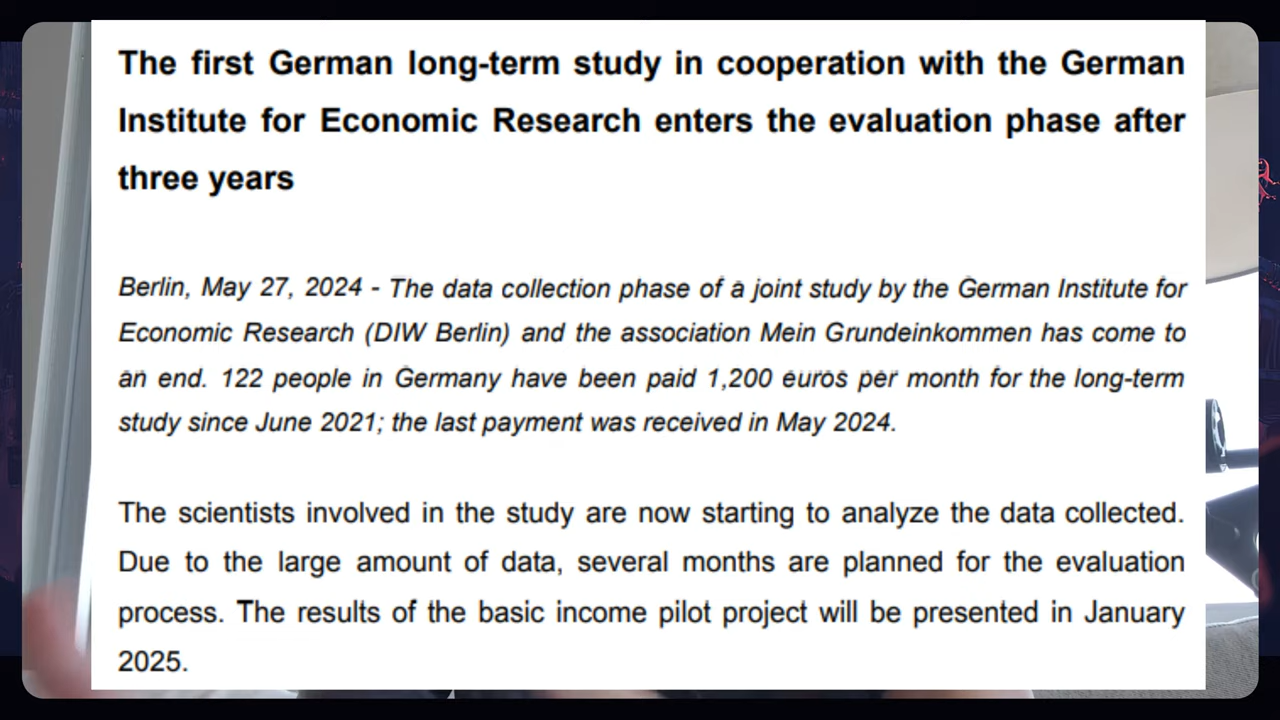 The first German long-term study in cooperation with the German
Institute for Economic Research enters the evaluation phase after
three years
Berlin, May 27, 2024 - The data collection phase of a joint study by the German Institute for
Economic Research (DIW Berlin) and the association Mein Grundeinkommen has come to
an end. 122 people in Germany have been paid 1,200 euros per month for the long-term
study since June 2021; the last payment was received in May 2024.
The scientists involved in the study are now starting to analyze the data collected.
Due to the large amount of data, several months are planned for the evaluation
process. The results of the basic income pilot project will be presented in January
2025.